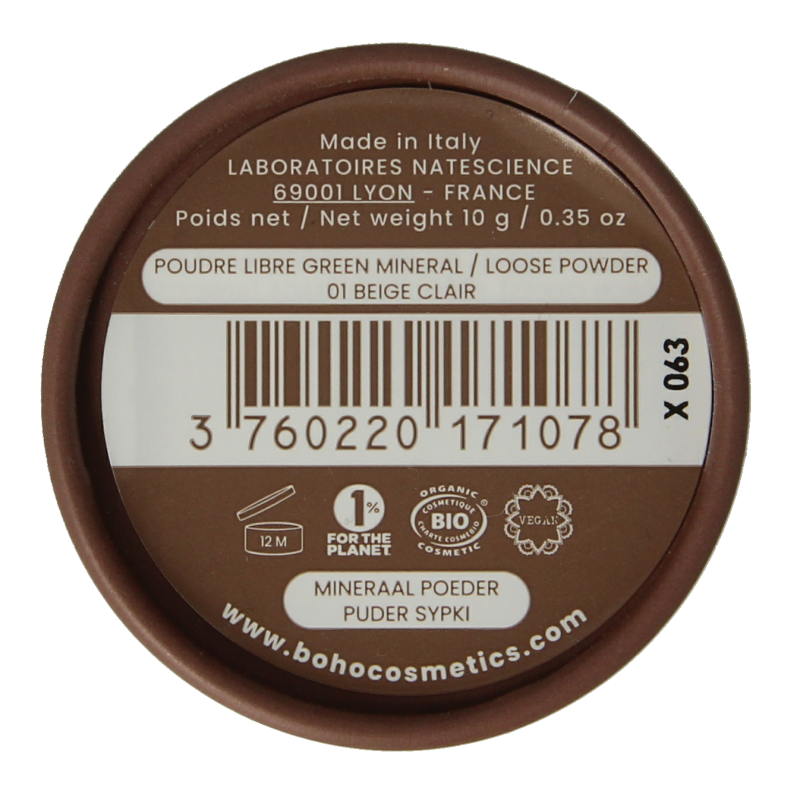 Made in Italy
LABORATOIRES NATESCIENCE
69001 LYON - FRANCE
Poids net / Net weight 10 g / 0.35 oz
POUDRE LIBRE GREEN MINERAL / LOOSE POWDER
01 BEIGE CLAIR
X 063
3 760220 171078
12 M
1%
FOR THE
PLANET
ORGANIC
COSMETIQUE
BIO
CHARTE COSMEBIO
COSMETIC
VEGAN
MINERAAL POEDER
PUDER SYPKI
www.bohocosmetics.com